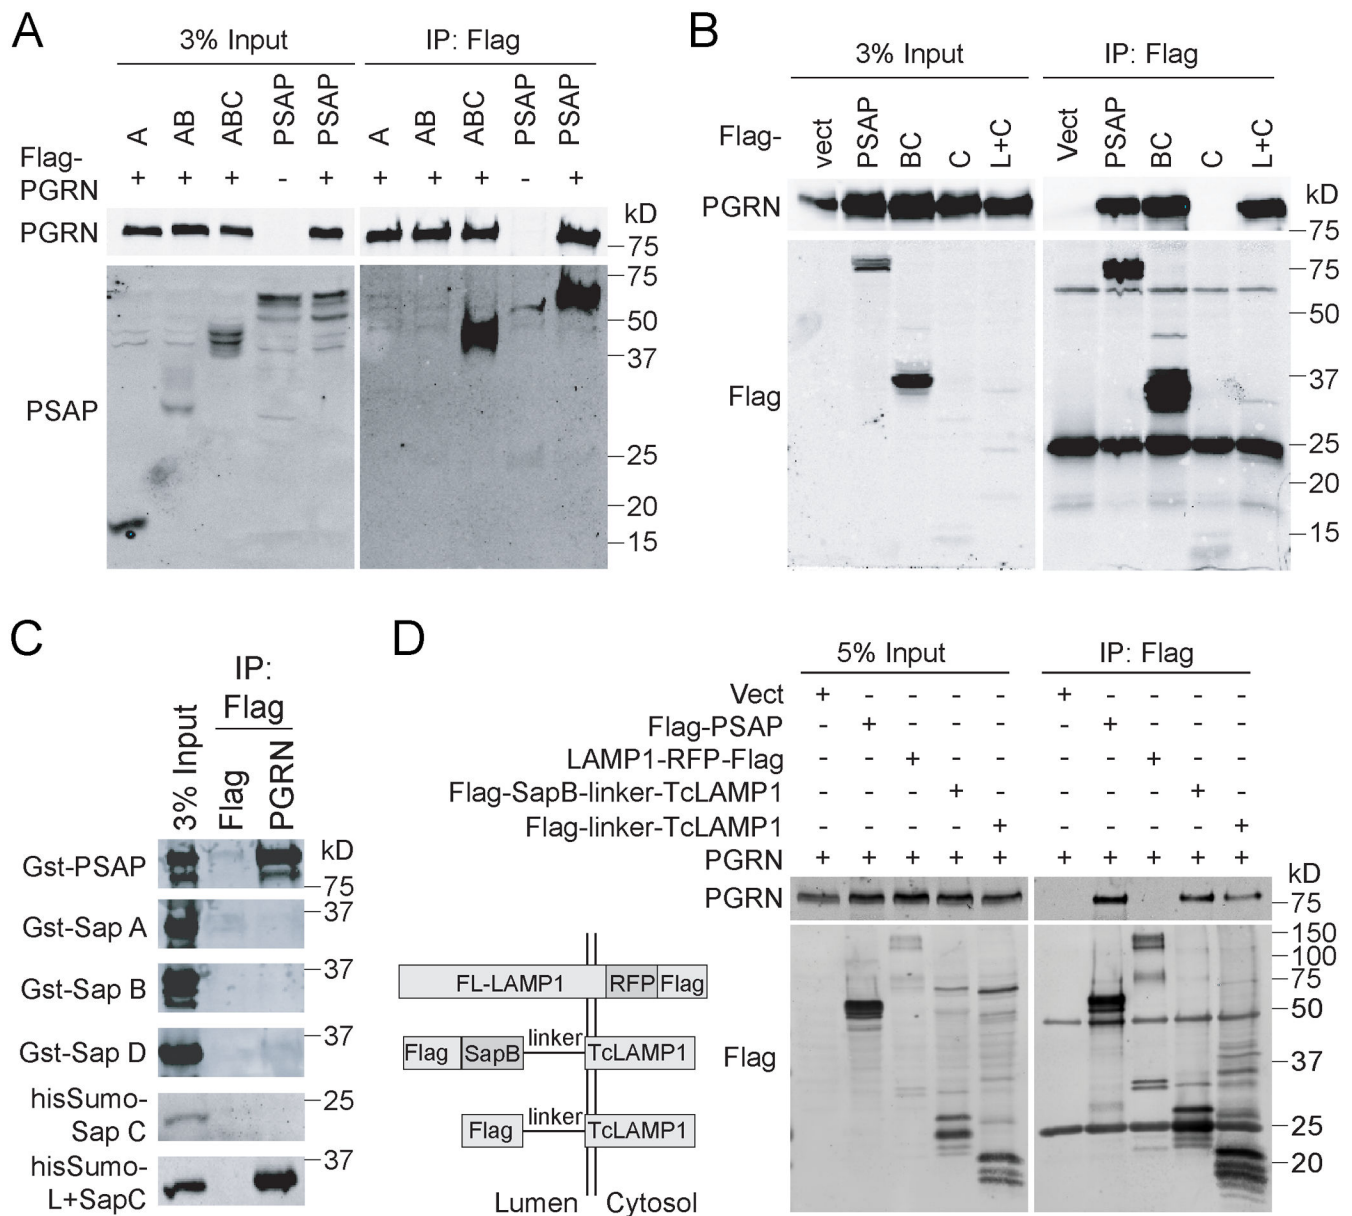 A
3% Input
IP: Flag
A
AB
ABC
PSAP
PSAP
A
AB
ABC
PSAP
PSAP
Flag-
PGRN
+ + + - + + + + - +
PGRN
kD
75
PSAP
75
50
37
25
20
15
B
3% Input
IP: Flag
Flag-
vect
PSAP
BC
C
L+C
Vect
PSAP
BC
C
L+C
PGRN
kD
75
Flag
75
50
37
25
20
15
C
IP:
Flag
3% Input
Flag
PGRN
kD
Gst-PSAP
75
Gst-Sap A
37
Gst-Sap B
37
Gst-Sap D
37
hisSumo-
Sap C
25
hisSumo-
L+SapC
37
D
5% Input
IP: Flag
Vect + - - - - + - - - -
Flag-PSAP - + - - - - + - - -
LAMP1-RFP-Flag - - + - - - - + - -
Flag-SapB-linker-TcLAMP1 - - - + - - - - + -
Flag-linker-TcLAMP1 - - - - + - - - - +
PGRN + + + + + + + + + +
PGRN
kD
75
Flag
150
100
75
50
37
25
20
FL-LAMP1 RFP Flag
Flag SapB linker TcLAMP1
Flag linker TcLAMP1
Lumen Cytosol